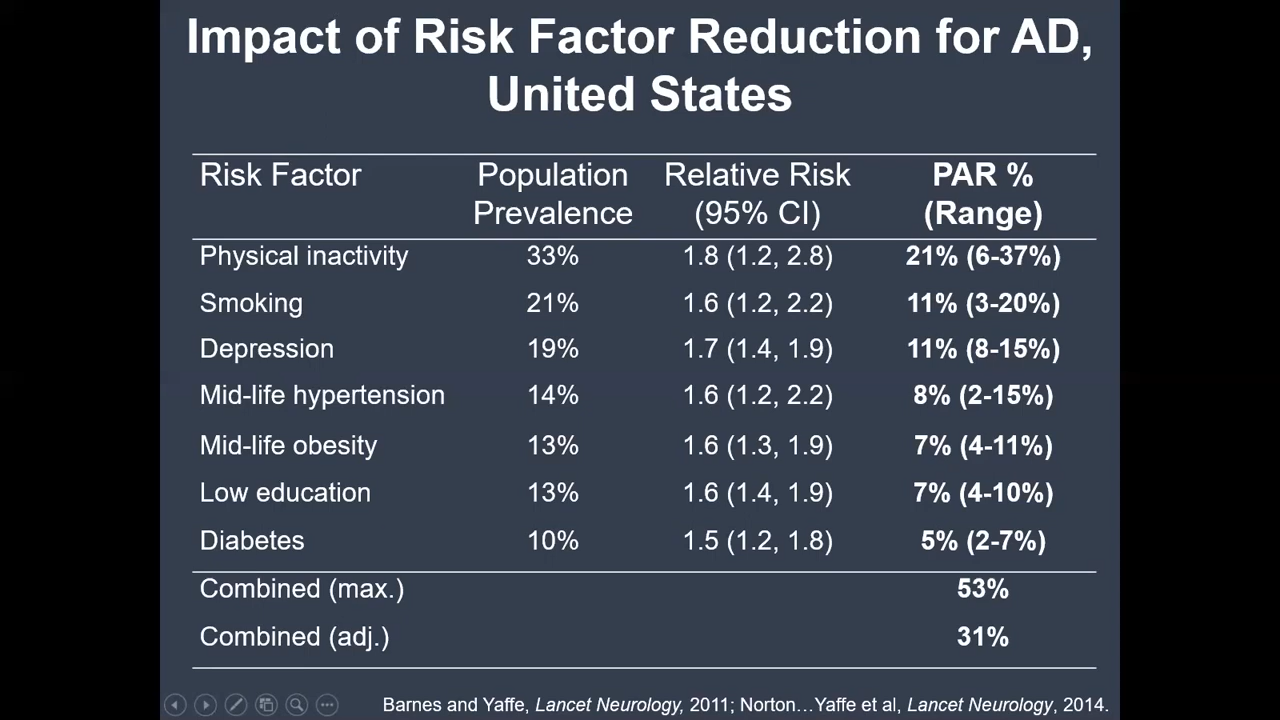 Impact of Risk Factor Reduction for AD,
United States
Risk Factor Population Prevalence Relative Risk (95% CI) PAR % (Range)
Physical inactivity 33% 1.8 (1.2, 2.8) 21% (6-37%)
Smoking 21% 1.6 (1.2, 2.2) 11% (3-20%)
Depression 19% 1.7 (1.4, 1.9) 11% (8-15%)
Mid-life hypertension 14% 1.6 (1.2, 2.2) 8% (2-15%)
Mid-life obesity 13% 1.6 (1.3, 1.9) 7% (4-11%)
Low education 13% 1.6 (1.4, 1.9) 7% (4-10%)
Diabetes 10% 1.5 (1.2, 1.8) 5% (2-7%)
Combined (max.) 53%
Combined (adj.) 31%
Barnes and Yaffe, Lancet Neurology, 2011; Norton…Yaffe et al, Lancet Neurology, 2014.